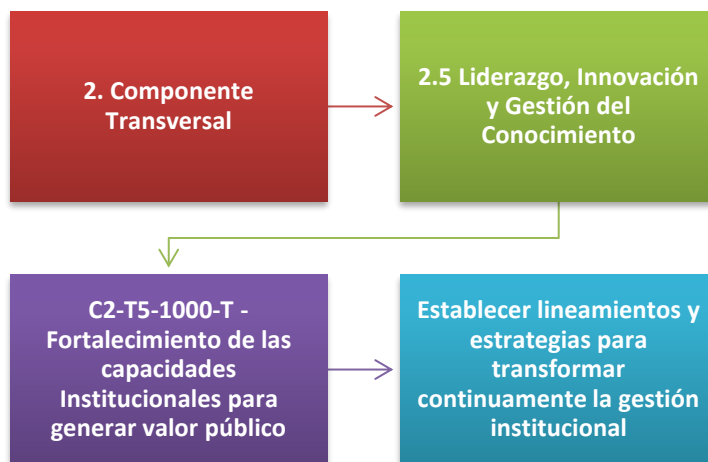 2. Componente
Transversal
2.5 Liderazgo, Innovación
y Gestión del
Conocimiento
C2-T5-1000-T -
Fortalecimiento de las
capacidades
Institucionales para
generar valor público
Establecer lineamientos y
estrategias para
transformar
continuamente la gestión
institucional